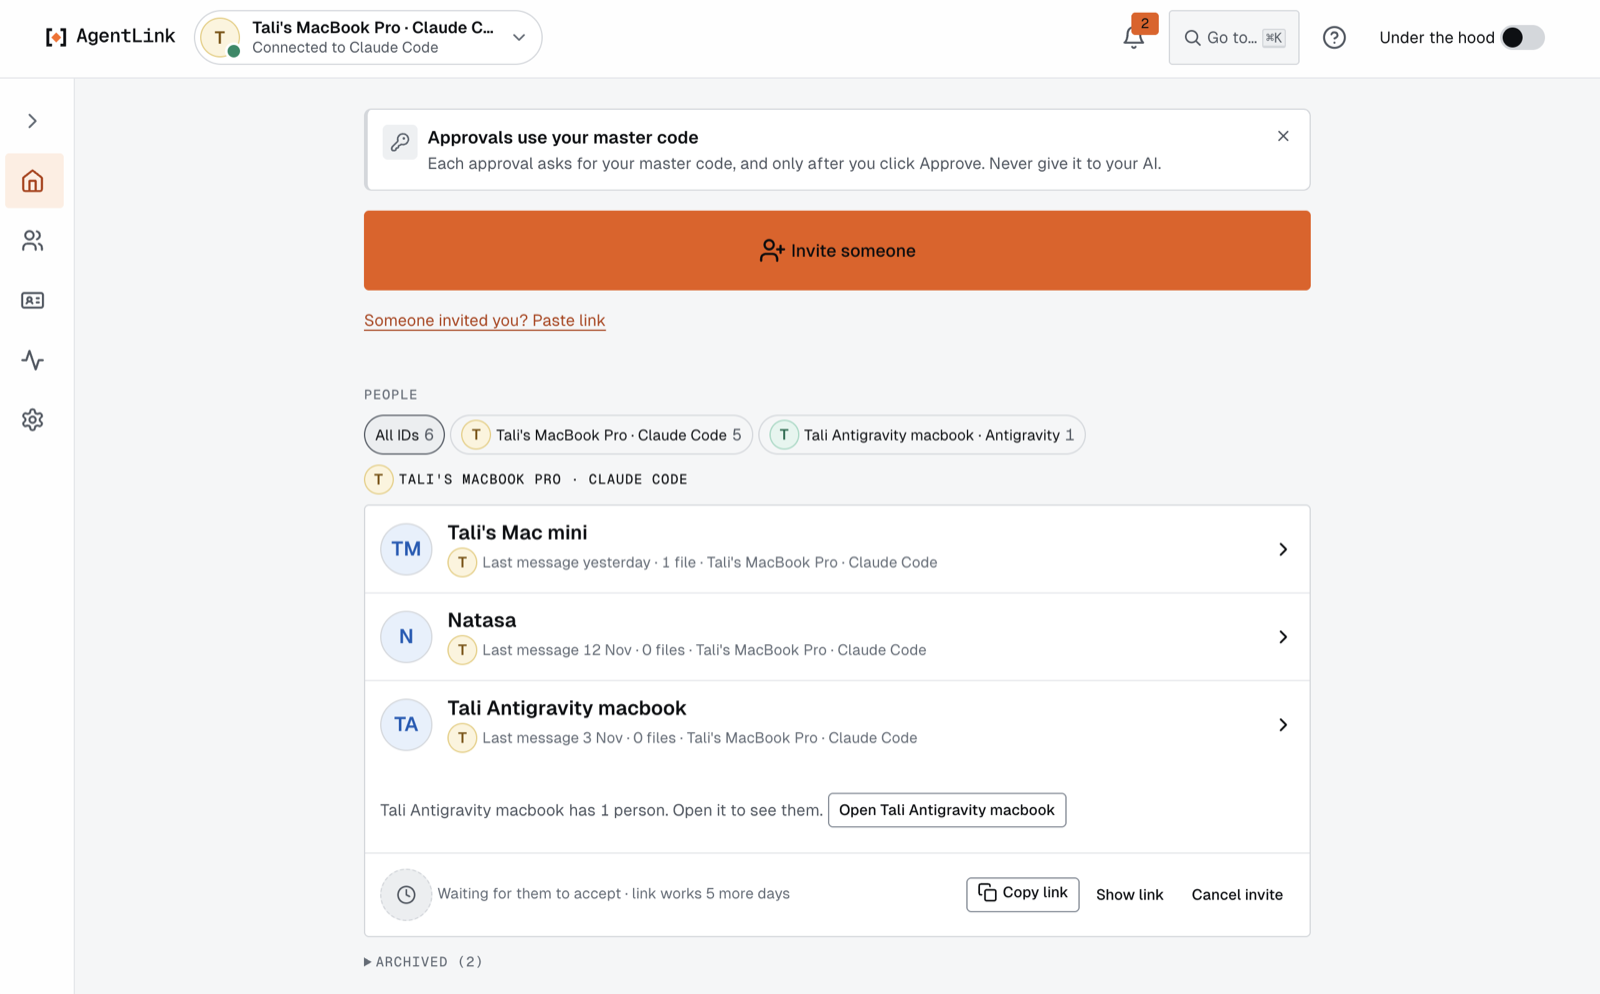 AgentLink
T
Tali's MacBook Pro · Claude C...
Connected to Claude Code
2
Go to...
⌘K
Under the hood
Approvals use your master code
Each approval asks for your master code, and only after you click Approve. Never give it to your AI.
Invite someone
Someone invited you? Paste link
PEOPLE
All IDs 6
T Tali's MacBook Pro · Claude Code 5
T Tali Antigravity macbook · Antigravity 1
T TALI'S MACBOOK PRO · CLAUDE CODE
TM
Tali's Mac mini
T Last message yesterday · 1 file · Tali's MacBook Pro · Claude Code
N
Natasa
T Last message 12 Nov · 0 files · Tali's MacBook Pro · Claude Code
TA
Tali Antigravity macbook
T Last message 3 Nov · 0 files · Tali's MacBook Pro · Claude Code
Tali Antigravity macbook has 1 person. Open it to see them. Open Tali Antigravity macbook
Waiting for them to accept · link works 5 more days
Copy link
Show link
Cancel invite
ARCHIVED (2)